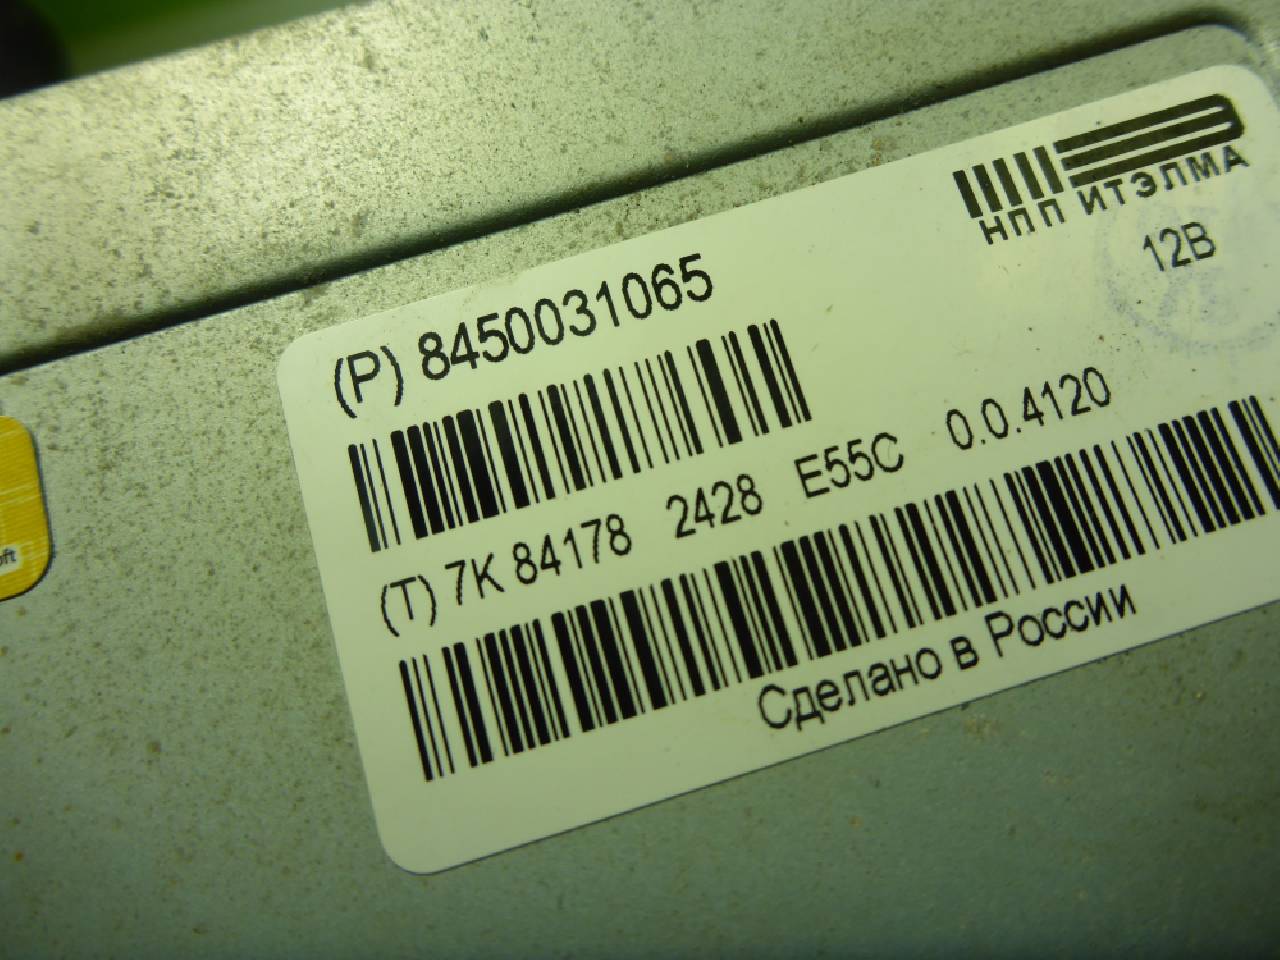 НПП ИТЭЛМА
12В
(P) 8450031065
(T) 7K 84178 2428 E55C 0.0.4120
Сделано в России